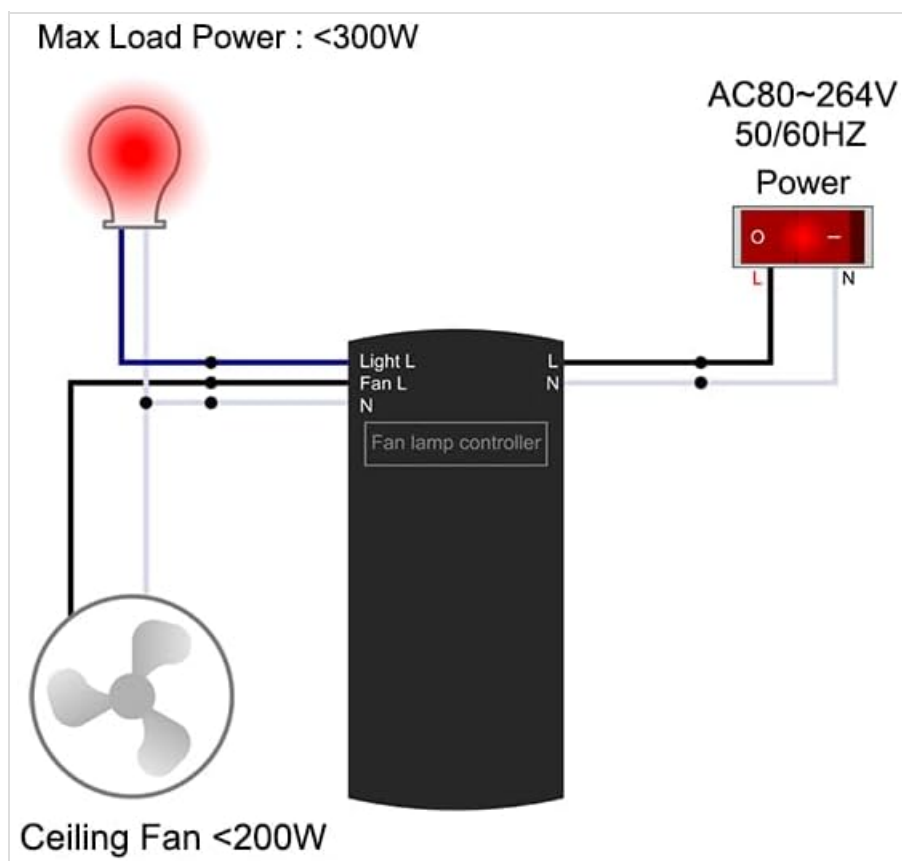 Max Load Power : <300W
AC80~264V
50/60HZ
Power
O –
L N
Light L L
Fan L N
N
Fan lamp controller
Ceiling Fan <200W